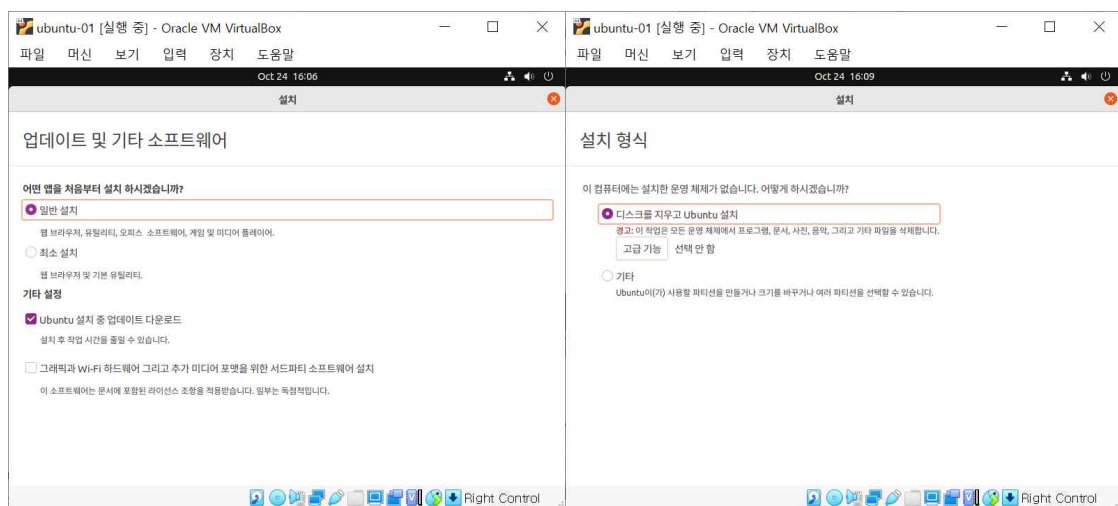 ubuntu-01 [실행 중] - Oracle VM VirtualBox
파일 머신 보기 입력 장치 도움말
Oct 24 16:06
설치
업데이트 및 기타 소프트웨어
어떤 앱을 처음부터 설치 하시겠습니까?
일반 설치
웹 브라우저, 유틸리티, 오피스 소프트웨어, 게임 및 미디어 플레이어.
최소 설치
웹 브라우저 및 기본 유틸리티.
기타 설정
Ubuntu 설치 중 업데이트 다운로드
설치 후 작업 시간을 줄일 수 있습니다.
그래픽과 Wi-Fi 하드웨어 그리고 추가 미디어 포맷을 위한 서드파티 소프트웨어 설치
이 소프트웨어는 문서에 포함된 라이선스 조항을 적용받습니다. 일부는 독점적입니다.
Right Control
ubuntu-01 [실행 중] - Oracle VM VirtualBox
파일 머신 보기 입력 장치 도움말
Oct 24 16:09
설치
설치 형식
이 컴퓨터에는 설치한 운영 체제가 없습니다. 어떻게 하시겠습니까?
디스크를 지우고 Ubuntu 설치
경고: 이 작업은 모든 운영 체제에서 프로그램, 문서, 사진, 음악, 그리고 기타 파일을 삭제합니다.
고급 기능 선택 안 함
기타
Ubuntu이(가) 사용할 파티션을 만들거나 크기를 바꾸거나 여러 파티션을 선택할 수 있습니다.
Right Control